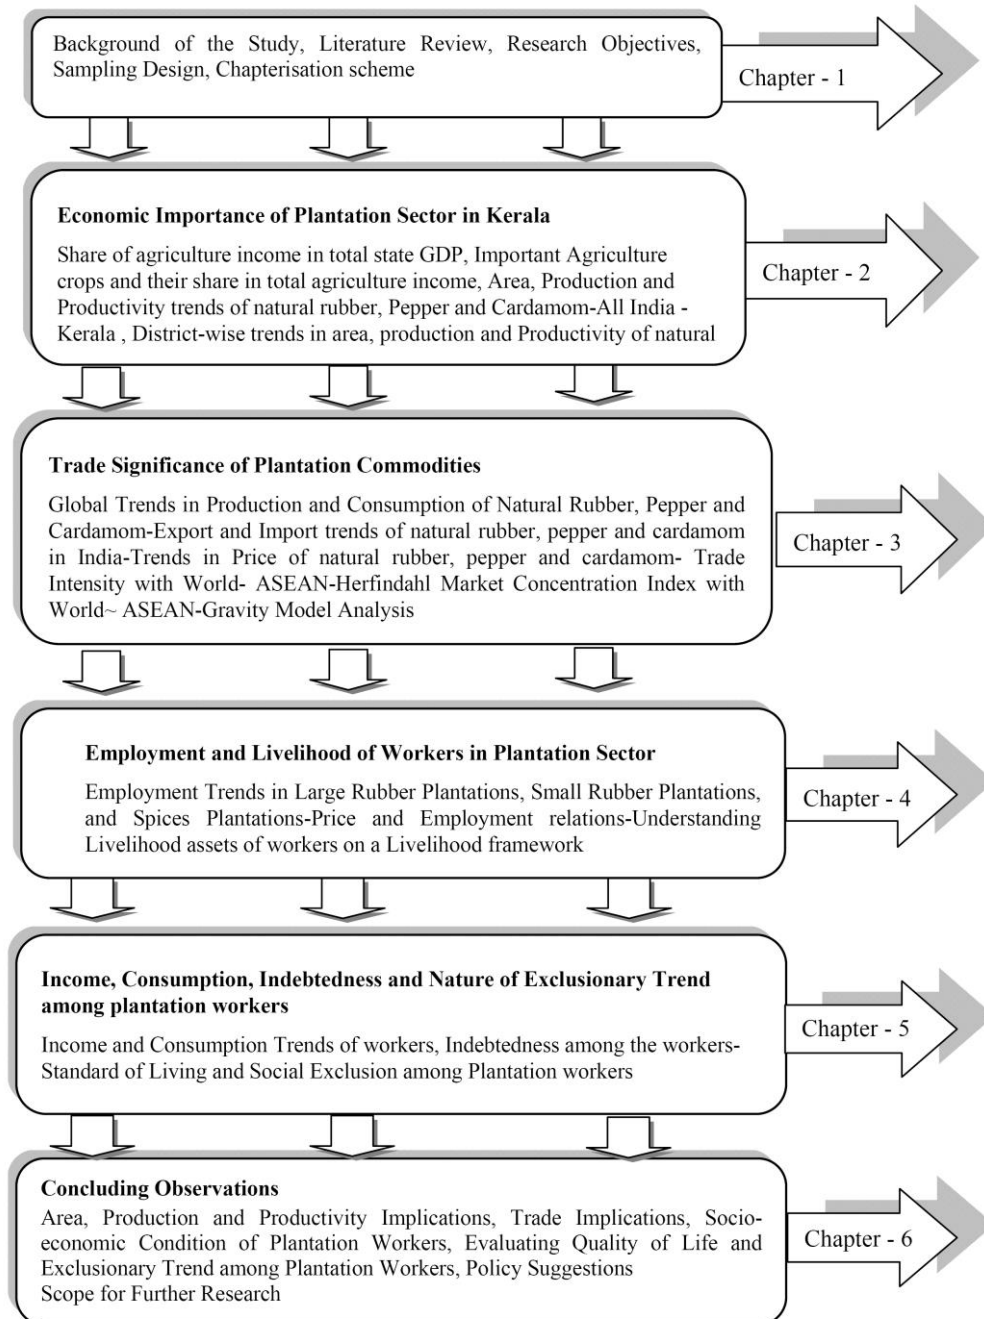 Background of the Study, Literature Review, Research Objectives,
Sampling Design, Chapterisation scheme
Chapter - 1
Economic Importance of Plantation Sector in Kerala
Share of agriculture income in total state GDP, Important Agriculture
crops and their share in total agriculture income, Area, Production and
Productivity trends of natural rubber, Pepper and Cardamom-All India -
Kerala , District-wise trends in area, production and Productivity of natural
Chapter - 2
Trade Significance of Plantation Commodities
Global Trends in Production and Consumption of Natural Rubber, Pepper and
Cardamom-Export and Import trends of natural rubber, pepper and cardamom
in India-Trends in Price of natural rubber, pepper and cardamom- Trade
Intensity with World- ASEAN-Herfindahl Market Concentration Index with
World~ ASEAN-Gravity Model Analysis
Chapter - 3
Employment and Livelihood of Workers in Plantation Sector
Employment Trends in Large Rubber Plantations, Small Rubber Plantations,
and Spices Plantations-Price and Employment relations-Understanding
Livelihood assets of workers on a Livelihood framework
Chapter - 4
Income, Consumption, Indebtedness and Nature of Exclusionary Trend
among plantation workers
Income and Consumption Trends of workers, Indebtedness among the workers-
Standard of Living and Social Exclusion among Plantation workers
Chapter - 5
Concluding Observations
Area, Production and Productivity Implications, Trade Implications, Socio-
economic Condition of Plantation Workers, Evaluating Quality of Life and
Exclusionary Trend among Plantation Workers, Policy Suggestions
Scope for Further Research
Chapter - 6